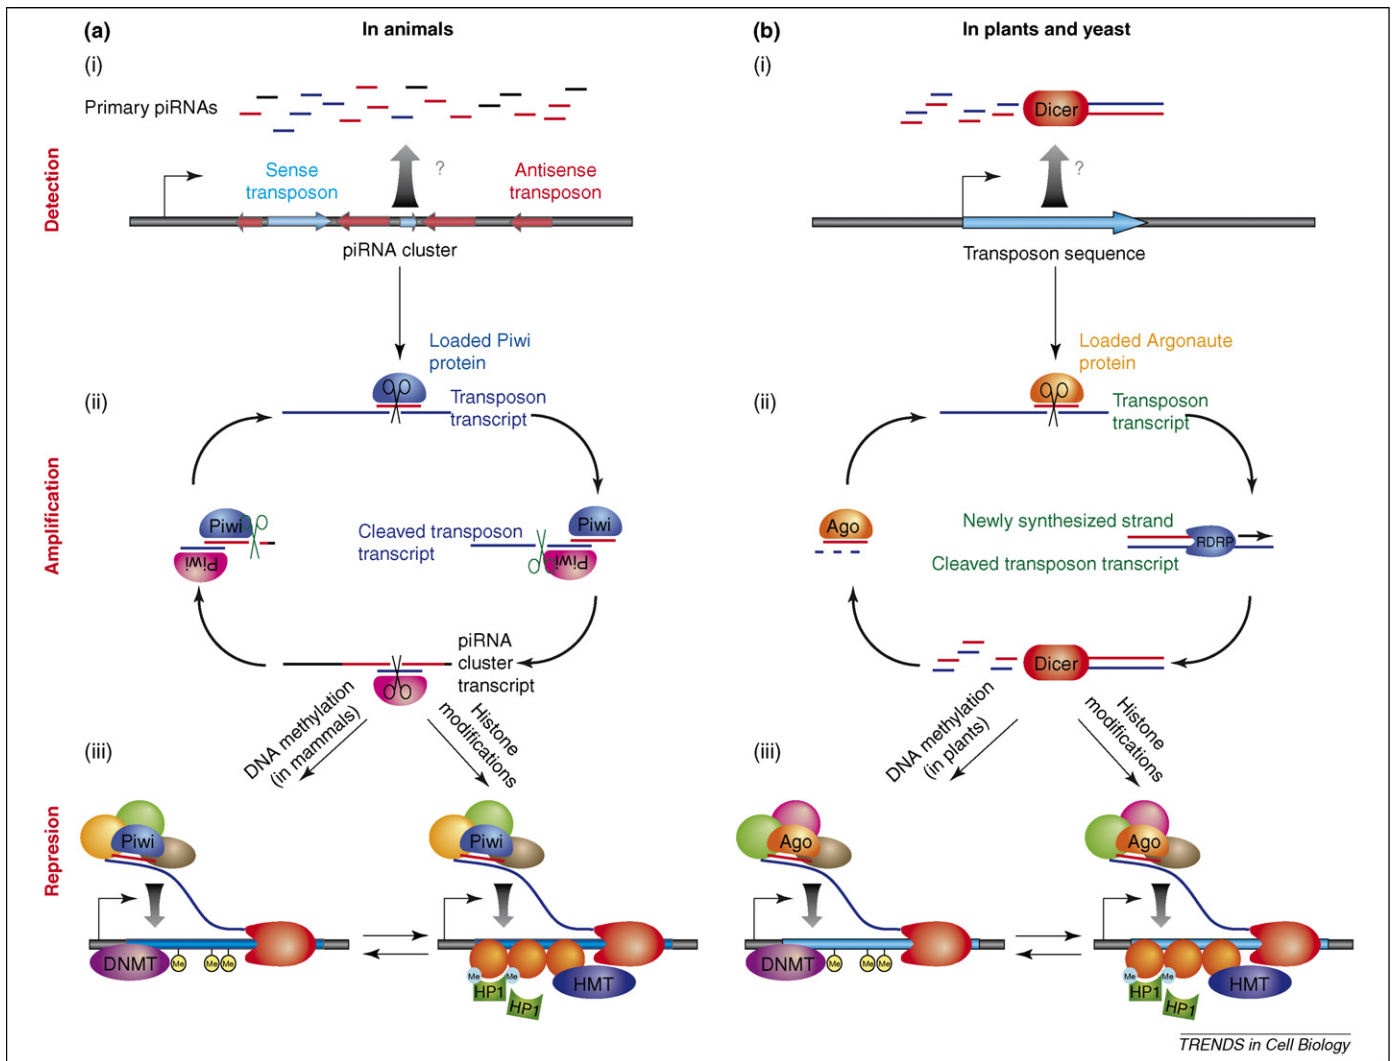 (a)
In animals
(i)
Primary piRNAs
Detection
Sense
transposon
?
Antisense
transposon
piRNA cluster
Loaded Piwi
protein
(ii)
Transposon
transcript
Amplification
Piwi
Piwi
Cleaved transposon
transcript
Piwi
Piwi
piRNA
cluster
transcript
DNA methylation
(in mammals)
Histone
modifications
(iii)
Represion
Piwi
DNMT
Me
Me
Me
Piwi
Me
Me
HP1
HP1
HMT
(b)
In plants and yeast
(i)
Dicer
?
Transposon sequence
Loaded Argonaute
protein
(ii)
Transposon
transcript
Ago
Newly synthesized strand
RDRP
Cleaved transposon transcript
Dicer
DNA methylation
(in plants)
Histone
modifications
(iii)
Ago
DNMT
Me
Me
Me
Ago
Me
Me
HP1
HP1
HMT
TRENDS in Cell Biology